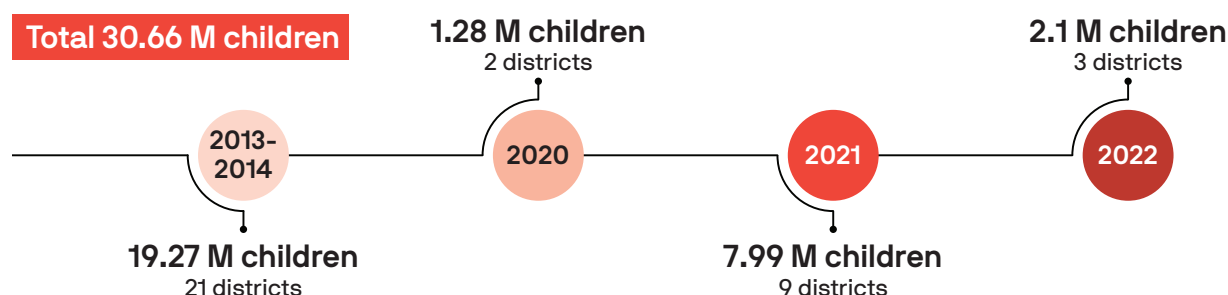 Total 30.66 M children
1.28 M children
2 districts
2.1 M children
3 districts
2013-
2014
2020
2021
2022
19.27 M children
21 districts
7.99 M children
9 districts